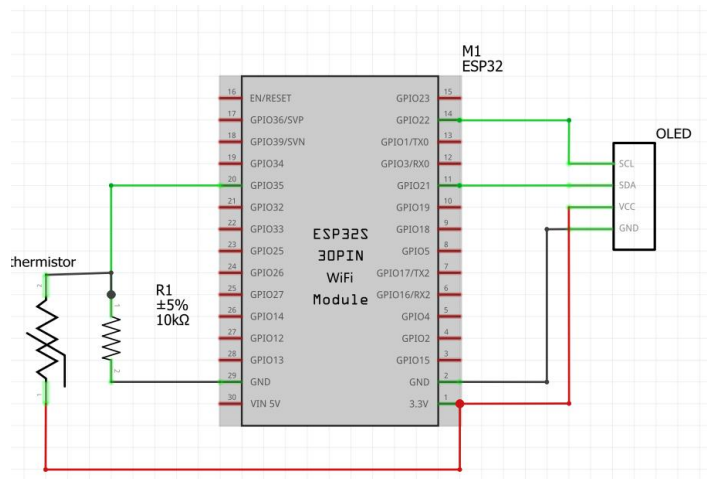 M1
ESP32
16 EN/RESET
17 GPIO36/SVP
18 GPIO39/SVN
19 GPIO34
20 GPIO35
21 GPIO32
22 GPIO33
23 GPIO25
24 GPIO26
25 GPIO27
26 GPIO14
27 GPIO12
28 GPIO13
29 GND
30 VIN 5V
ESP32S
30PIN
WiFi
Module
GPIO23 15
GPIO22 14
GPIO1/TX0 13
GPIO3/RX0 12
GPIO21 11
GPIO19 10
GPIO18 9
GPIO5 8
GPIO17/TX2 7
GPIO16/RX2 6
GPIO4 5
GPIO2 4
GPIO15 3
GND 2
3.3V 1
OLED
SCL
SDA
VCC
GND
thermistor
2
1
R1
±5%
10kΩ
1
2